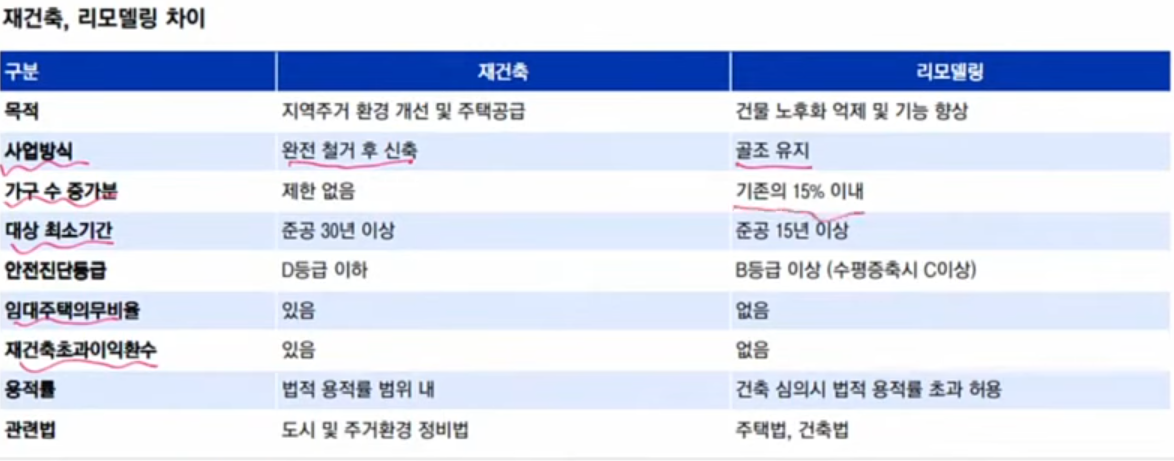 재건축, 리모델링 차이
구분 재건축 리모델링
목적 지역주거 환경 개선 및 주택공급 건물 노후화 억제 및 기능 향상
사업방식 완전 철거 후 신축 골조 유지
가구 수 증가분 제한 없음 기존의 15% 이내
대상 최소기간 준공 30년 이상 준공 15년 이상
안전진단등급 D등급 이하 B등급 이상 (수평증축시 C이상)
임대주택의무비율 있음 없음
재건축초과이익환수 있음 없음
용적률 법적 용적률 범위 내 건축 심의시 법적 용적률 초과 허용
관련법 도시 및 주거환경 정비법 주택법, 건축법